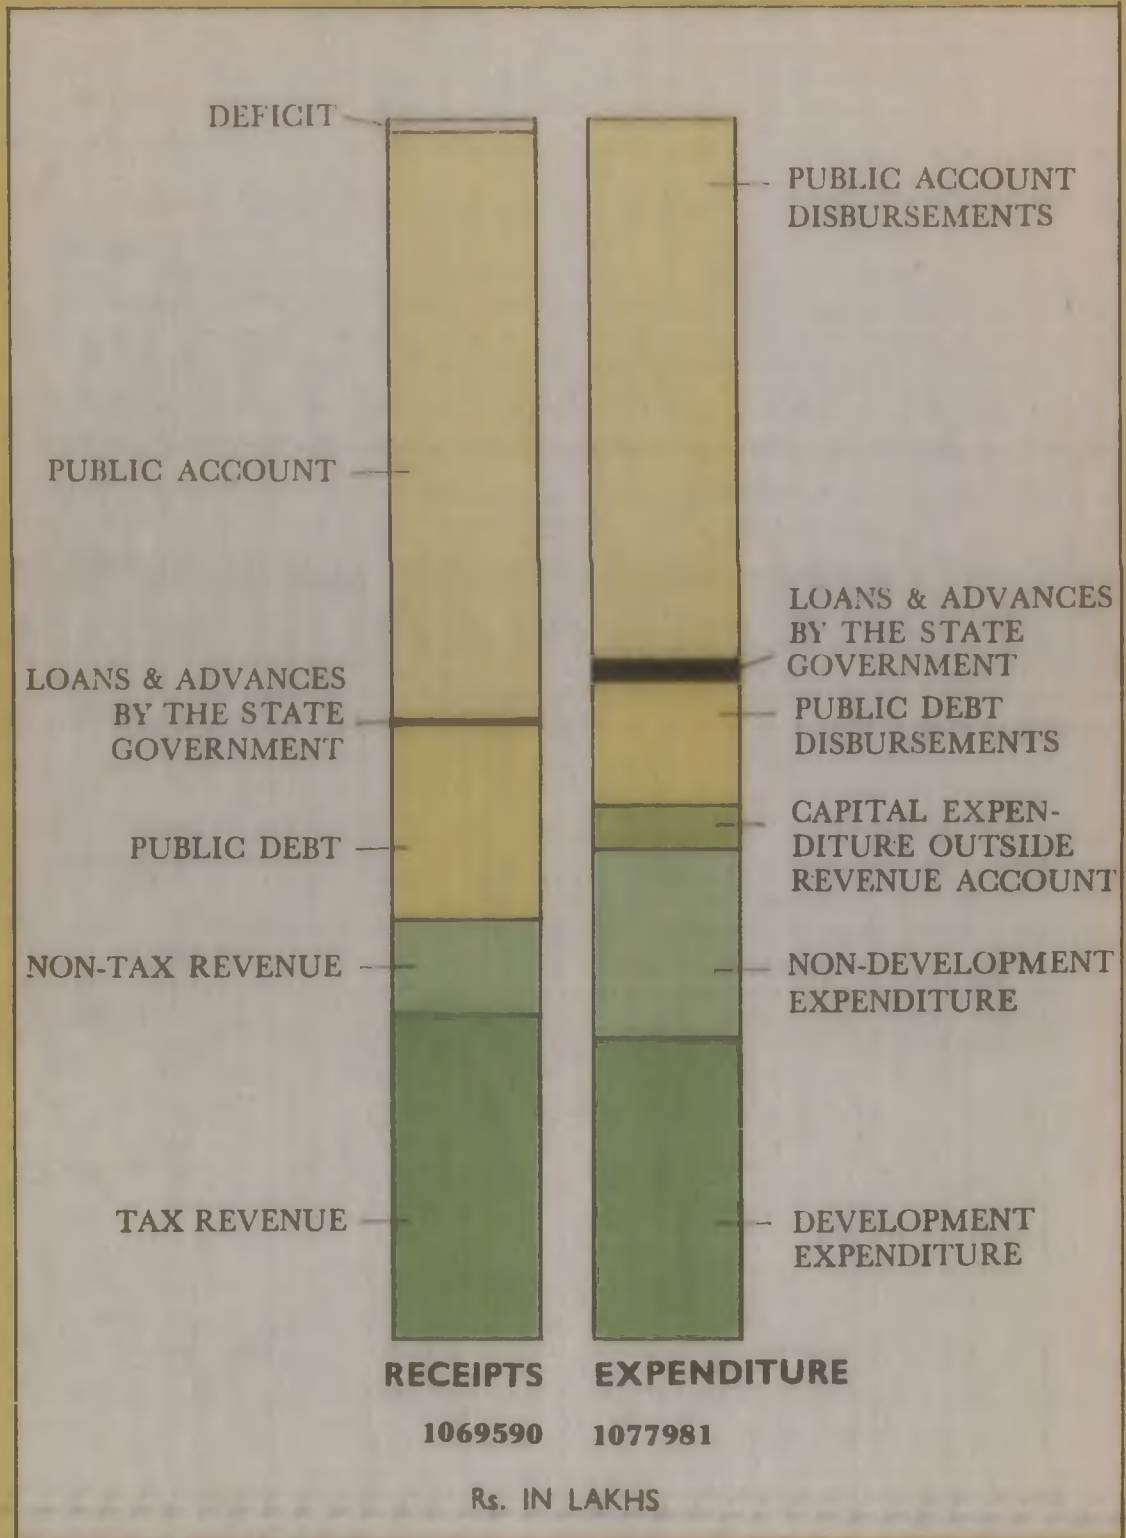 DEFICIT
PUBLIC ACCOUNT
LOANS & ADVANCES
BY THE STATE
GOVERNMENT
PUBLIC DEBT
NON-TAX REVENUE
TAX REVENUE
PUBLIC ACCOUNT
DISBURSEMENTS
LOANS & ADVANCES
BY THE STATE
GOVERNMENT
PUBLIC DEBT
DISBURSEMENTS
CAPITAL EXPEN-
DITURE OUTSIDE
REVENUE ACCOUNT
NON-DEVELOPMENT
EXPENDITURE
DEVELOPMENT
EXPENDITURE
RECEIPTS EXPENDITURE
1069590 1077981
Rs. IN LAKHS